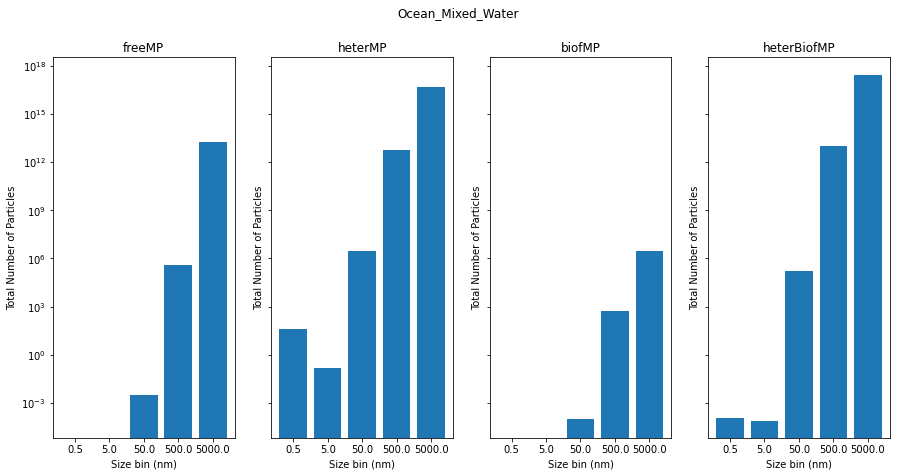 Ocean_Mixed_Water
freeMP
heterMP
biofMP
heterBiofMP
Total Number of Particles
10^18
10^15
10^12
10^9
10^6
10^3
10^0
10^-3
0.5 5.0 50.0 500.0 5000.0
Size bin (nm)
Total Number of Particles
0.5 5.0 50.0 500.0 5000.0
Size bin (nm)
Total Number of Particles
0.5 5.0 50.0 500.0 5000.0
Size bin (nm)
Total Number of Particles
0.5 5.0 50.0 500.0 5000.0
Size bin (nm)